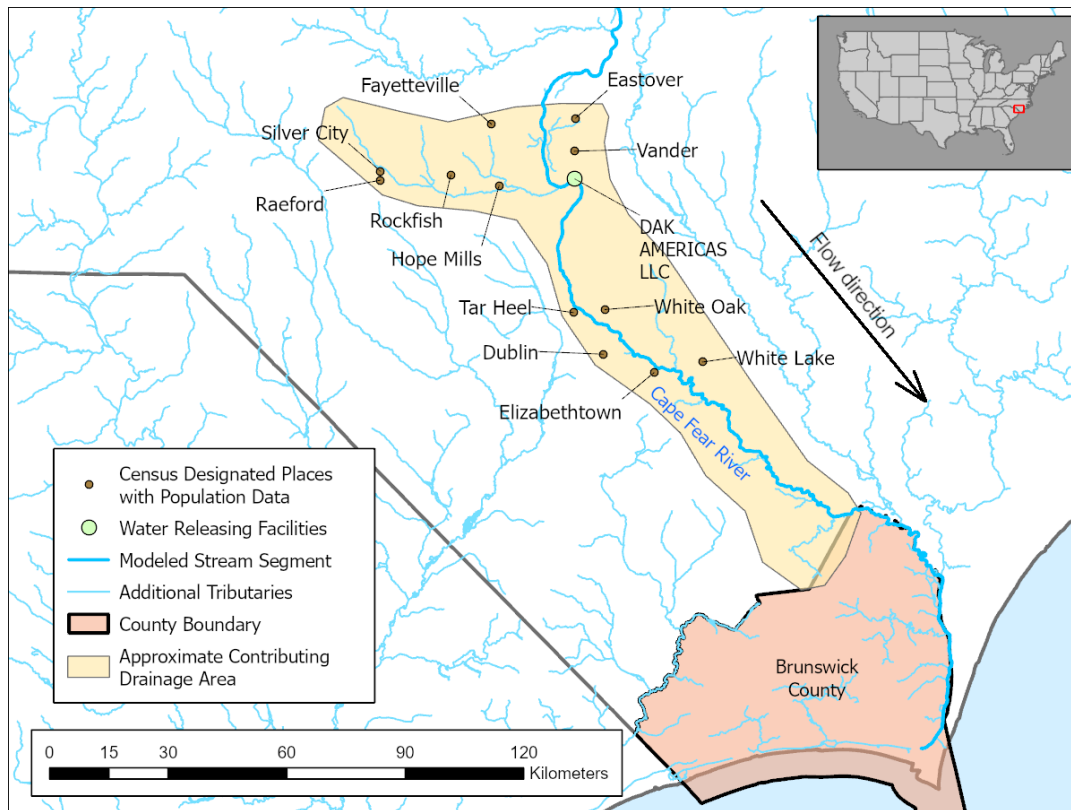 Fayetteville
Eastover
Silver City
Vander
Raeford
Rockfish
Hope Mills
DAK
AMERICAS
LLC
Flow direction
Tar Heel
White Oak
Dublin
White Lake
Elizabethtown
Cape Fear River
Census Designated Places
with Population Data
Water Releasing Facilities
Modeled Stream Segment
Additional Tributaries
County Boundary
Approximate Contributing
Drainage Area
Brunswick
County
0 15 30 60 90 120
Kilometers